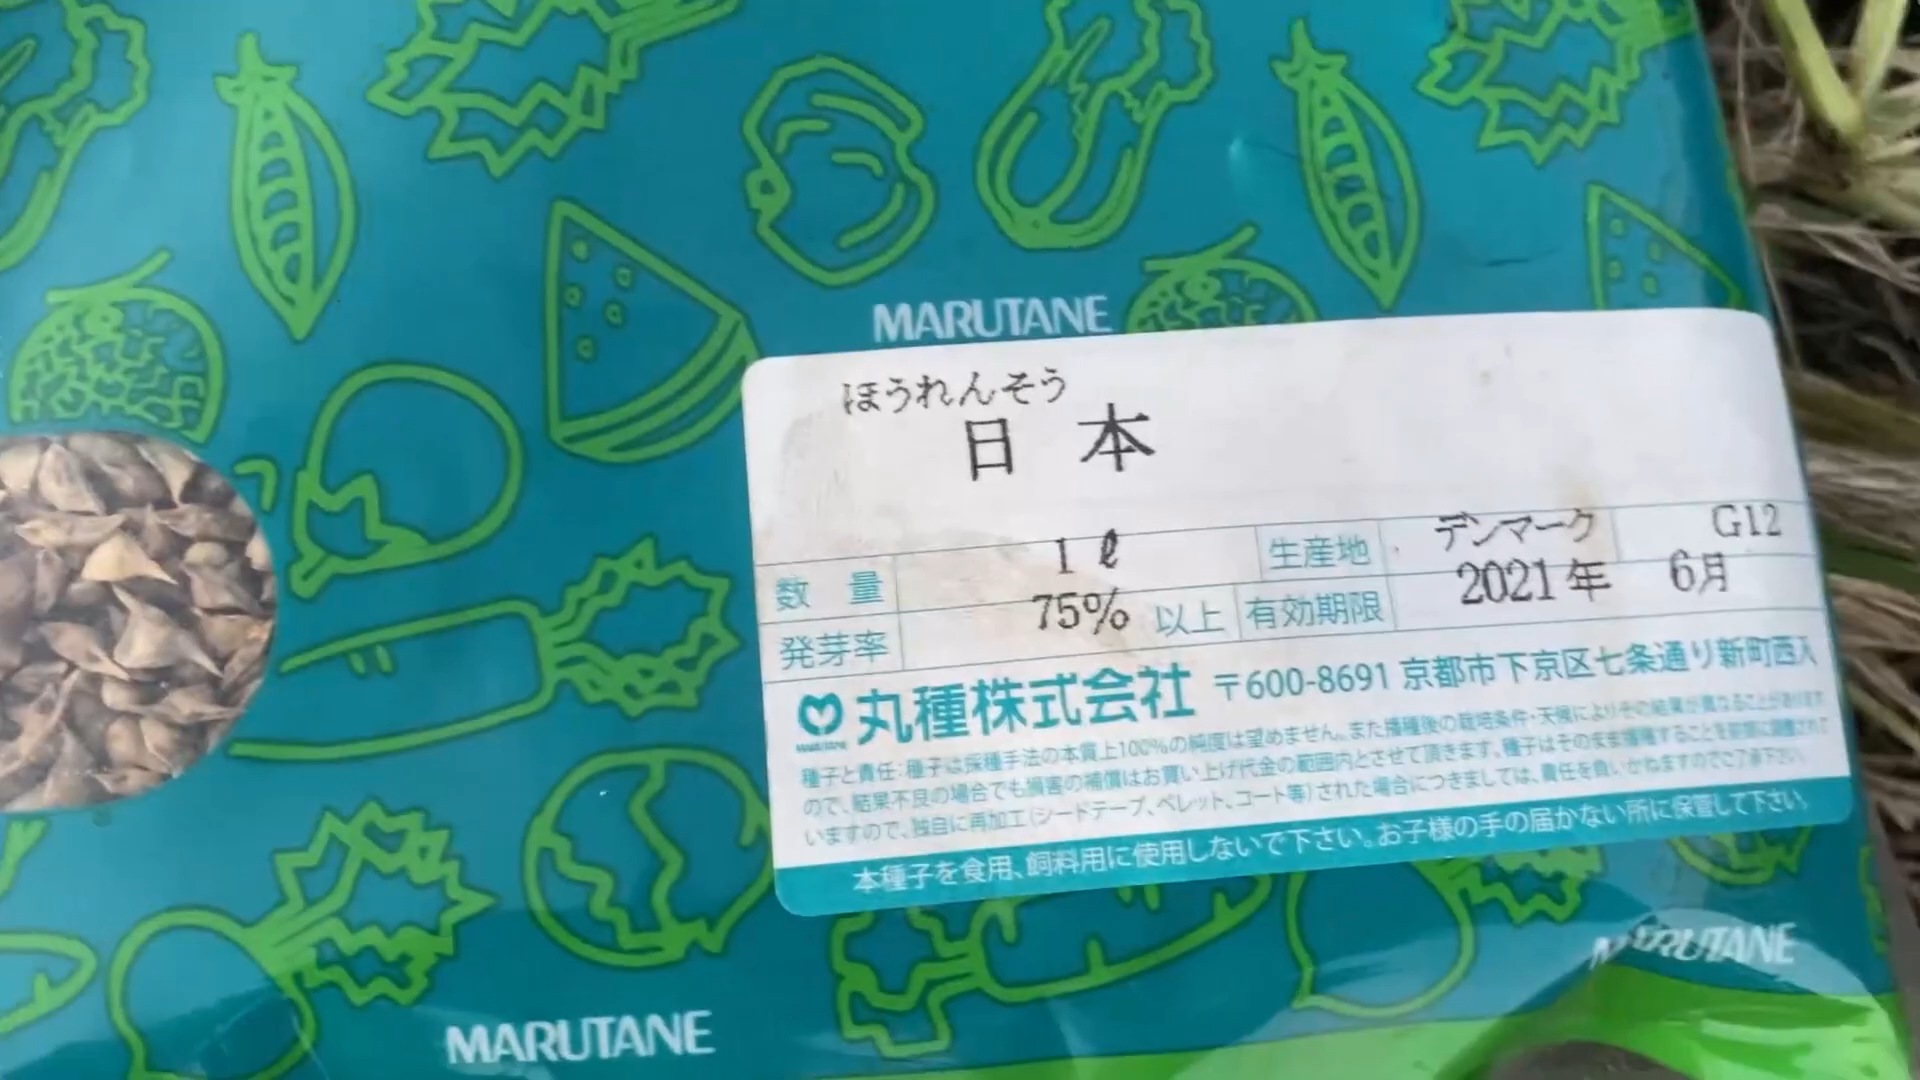 MARUTANE
ほうれんそう
日本
数量 1ℓ 生産地 デンマーク G12
発芽率 75% 以上 有効期限 2021年 6月
丸種株式会社 〒600-8691 京都市下京区七条通り新町西入
種子と責任:種子は採種手法の本質上100%の純度は望めません。また播種後の栽培条件・天候によりその結果が異なることがあります
ので、結果不良の場合でも損害の補償はお買い上げ代金の範囲内とさせて頂きます。種子はそのまま播種することを前提に調整されて
いますので、独自に再加工(シードテープ、ペレット、コート等)された場合につきましては、責任を負いかねますのでご了承下さい。
本種子を食用、飼料用に使用しないで下さい。お子様の手の届かない所に保管して下さい。
MARUTANE
MARUTANE